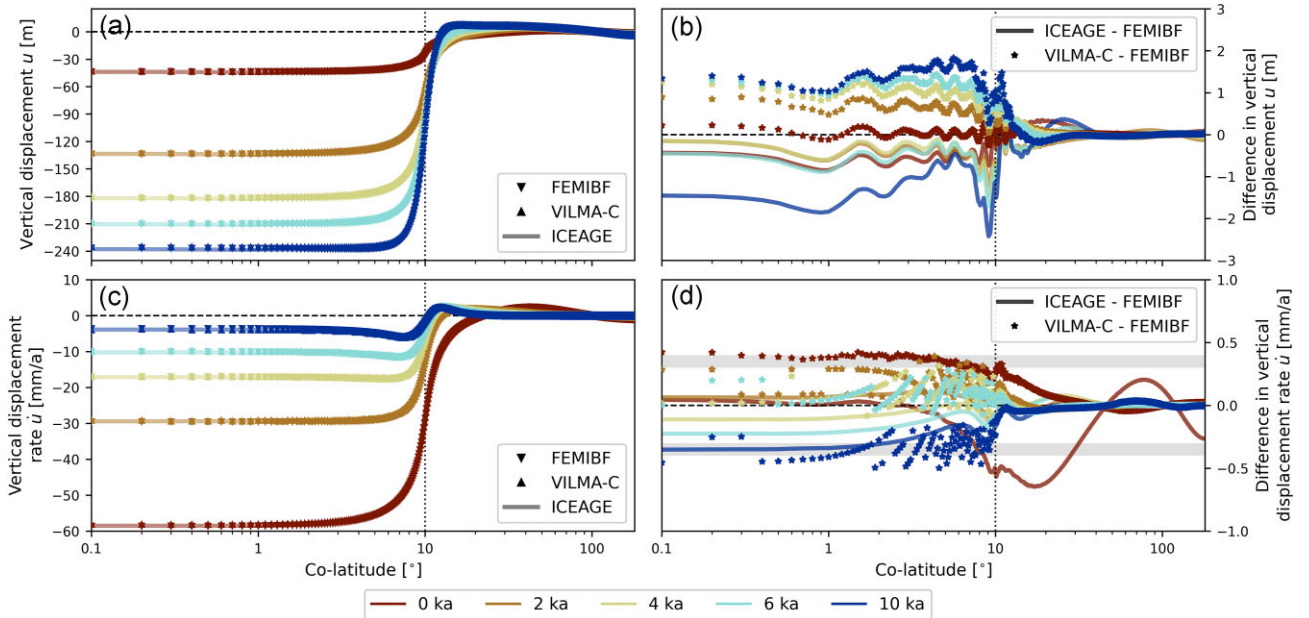 (a)
Vertical displacement u [m]
0
−30
−60
−90
−120
−150
−180
−210
−240
FEMIBF
VILMA-C
ICEAGE
(b)
ICEAGE - FEMIBF
VILMA-C - FEMIBF
3
2
1
0
−1
−2
−3
Difference in vertical
displacement u [m]
(c)
Vertical displacement
rate u̇ [mm/a]
10
0
−10
−20
−30
−40
−50
−60
FEMIBF
VILMA-C
ICEAGE
0.1
1
10
100
Co-latitude [°]
(d)
ICEAGE - FEMIBF
VILMA-C - FEMIBF
1.0
0.5
0.0
−0.5
−1.0
Difference in vertical
displacement rate u̇ [mm/a]
0.1
1
10
100
Co-latitude [°]
0 ka
2 ka
4 ka
6 ka
10 ka